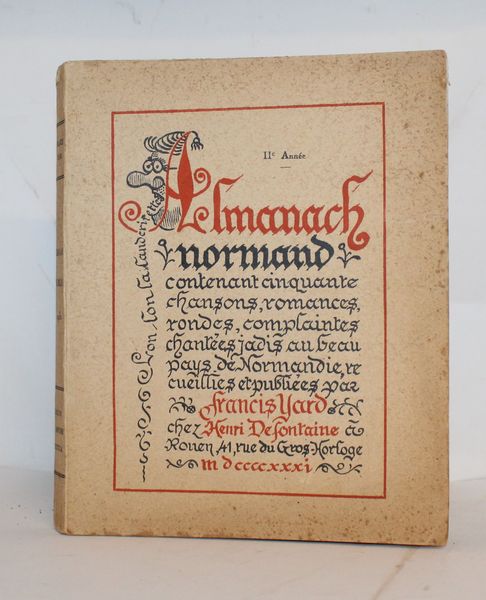 IIᵉ Année
Almanach
normand
contenant cinquante
chansons, romances,
rondes, complaintes
chantées jadis au beau
pays de Normandie, re
cueillies et publiées par
Francis Yard
chez Henri Defontaine à
Rouen, 41, rue du Gros-Horloge
m dccccxxxi